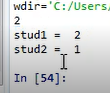 wdir='C:/Users/
2
stud1 =  2
stud2 =  1
In [54]: